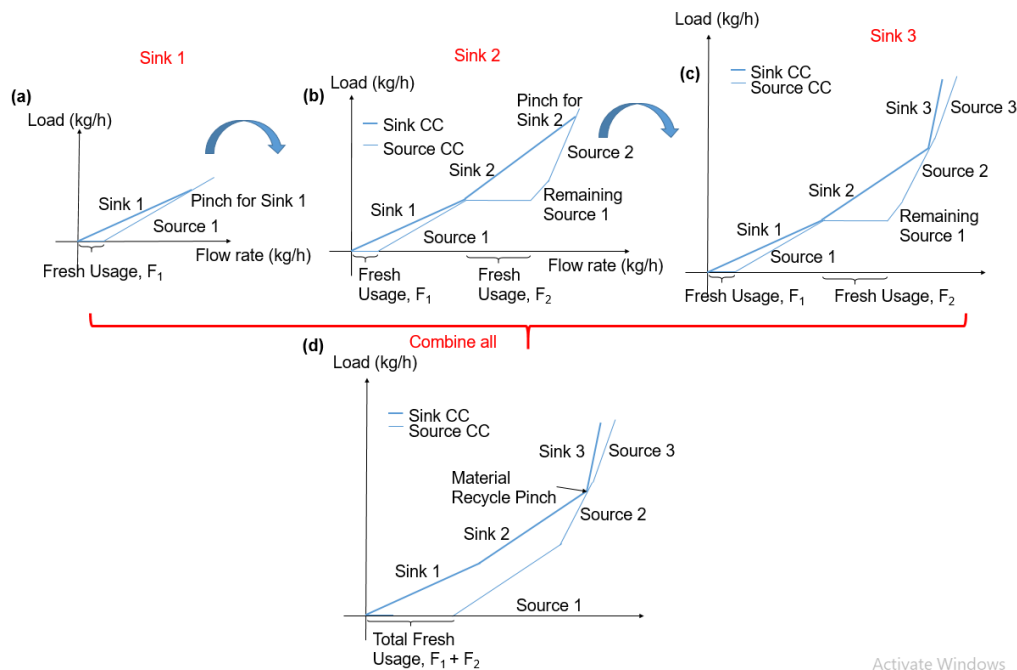 Sink 1
(a)
Load (kg/h)
Sink 1
Pinch for Sink 1
Source 1
Flow rate (kg/h)
Fresh Usage, F₁
Sink 2
(b)
Load (kg/h)
Sink CC
Source CC
Pinch for
Sink 2
Sink 2
Source 2
Sink 1
Remaining
Source 1
Source 1
Flow rate (kg/h)
Fresh
Usage, F₁
Fresh
Usage, F₂
Sink 3
(c)
Load (kg/h)
Sink CC
Source CC
Sink 3
Source 3
Source 2
Sink 2
Sink 1
Remaining
Source 1
Source 1
Fresh Usage, F₁
Fresh Usage, F₂
Combine all
(d)
Load (kg/h)
Sink CC
Source CC
Sink 3
Source 3
Material
Recycle Pinch
Source 2
Sink 2
Sink 1
Source 1
Total Fresh
Usage, F₁ + F₂
Activate Windows